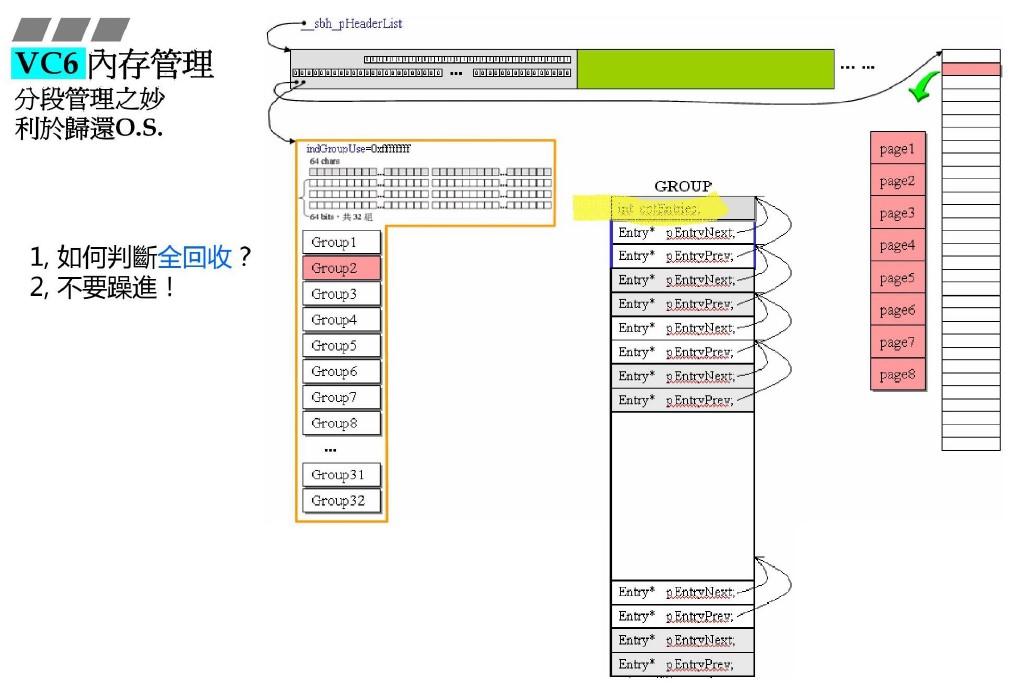 __sbh_pHeaderList
VC6 內存管理
分段管理之妙
利於歸還O.S.
... ...
...
indGroupUse=0xffffffff
64 chars
64 bits，共 32 組
1, 如何判斷全回收？
2, 不要躁進！
Group1
Group2
Group3
Group4
Group5
Group6
Group7
Group8
...
Group31
Group32
GROUP
int cntEntries;
Entry* pEntryNext;
Entry* pEntryPrev;
Entry* pEntryNext;
Entry* pEntryPrev;
Entry* pEntryNext;
Entry* pEntryPrev;
Entry* pEntryNext;
Entry* pEntryPrev;
Entry* pEntryNext;
Entry* pEntryPrev;
Entry* pEntryNext;
Entry* pEntryPrev;
page1
page2
page3
page4
page5
page6
page7
page8